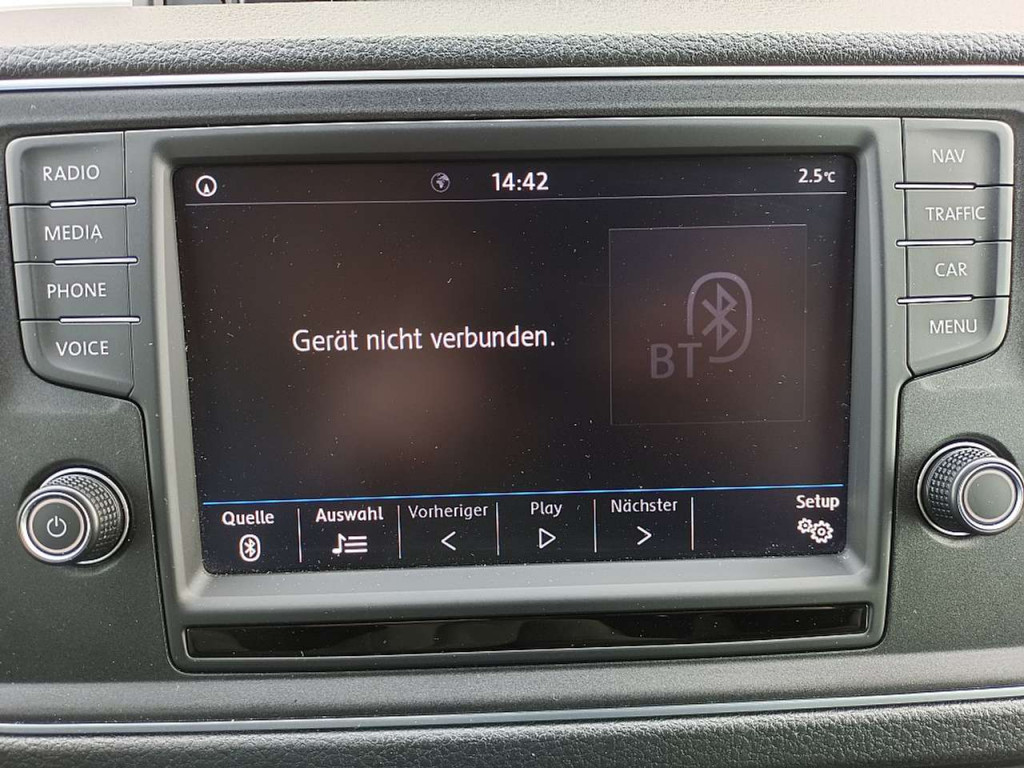 RADIO
MEDIA
PHONE
VOICE
14:42
2.5°C
Gerät nicht verbunden.
BT
Quelle
Auswahl
Vorheriger
Play
Nächster
Setup
NAV
TRAFFIC
CAR
MENU